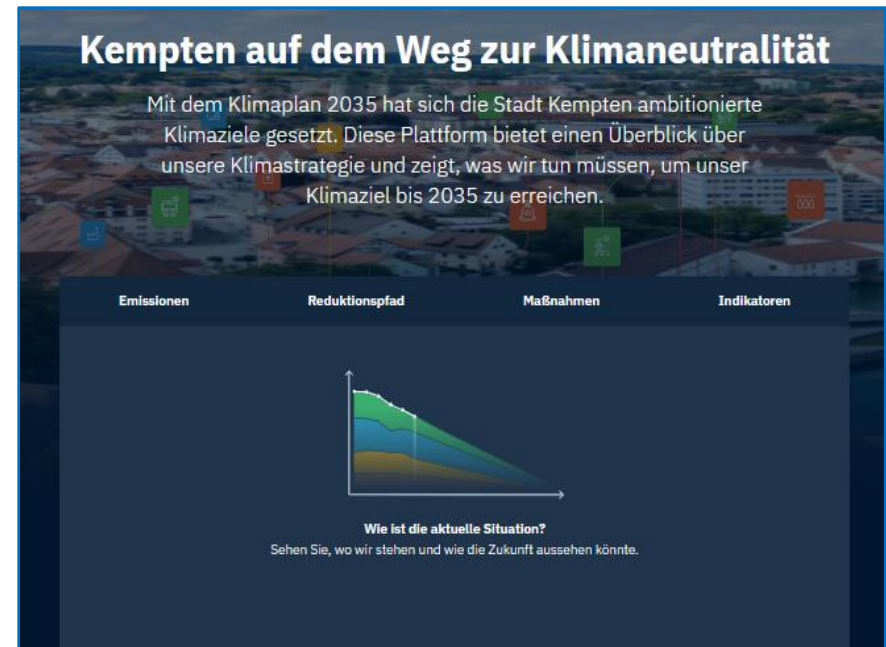 Kempten auf dem Weg zur Klimaneutralität
Mit dem Klimaplan 2035 hat sich die Stadt Kempten ambitionierte
Klimaziele gesetzt. Diese Plattform bietet einen Überblick über
unsere Klimastrategie und zeigt, was wir tun müssen, um unser
Klimaziel bis 2035 zu erreichen.
Emissionen Reduktionspfad Maßnahmen Indikatoren
Wie ist die aktuelle Situation?
Sehen Sie, wo wir stehen und wie die Zukunft aussehen könnte.